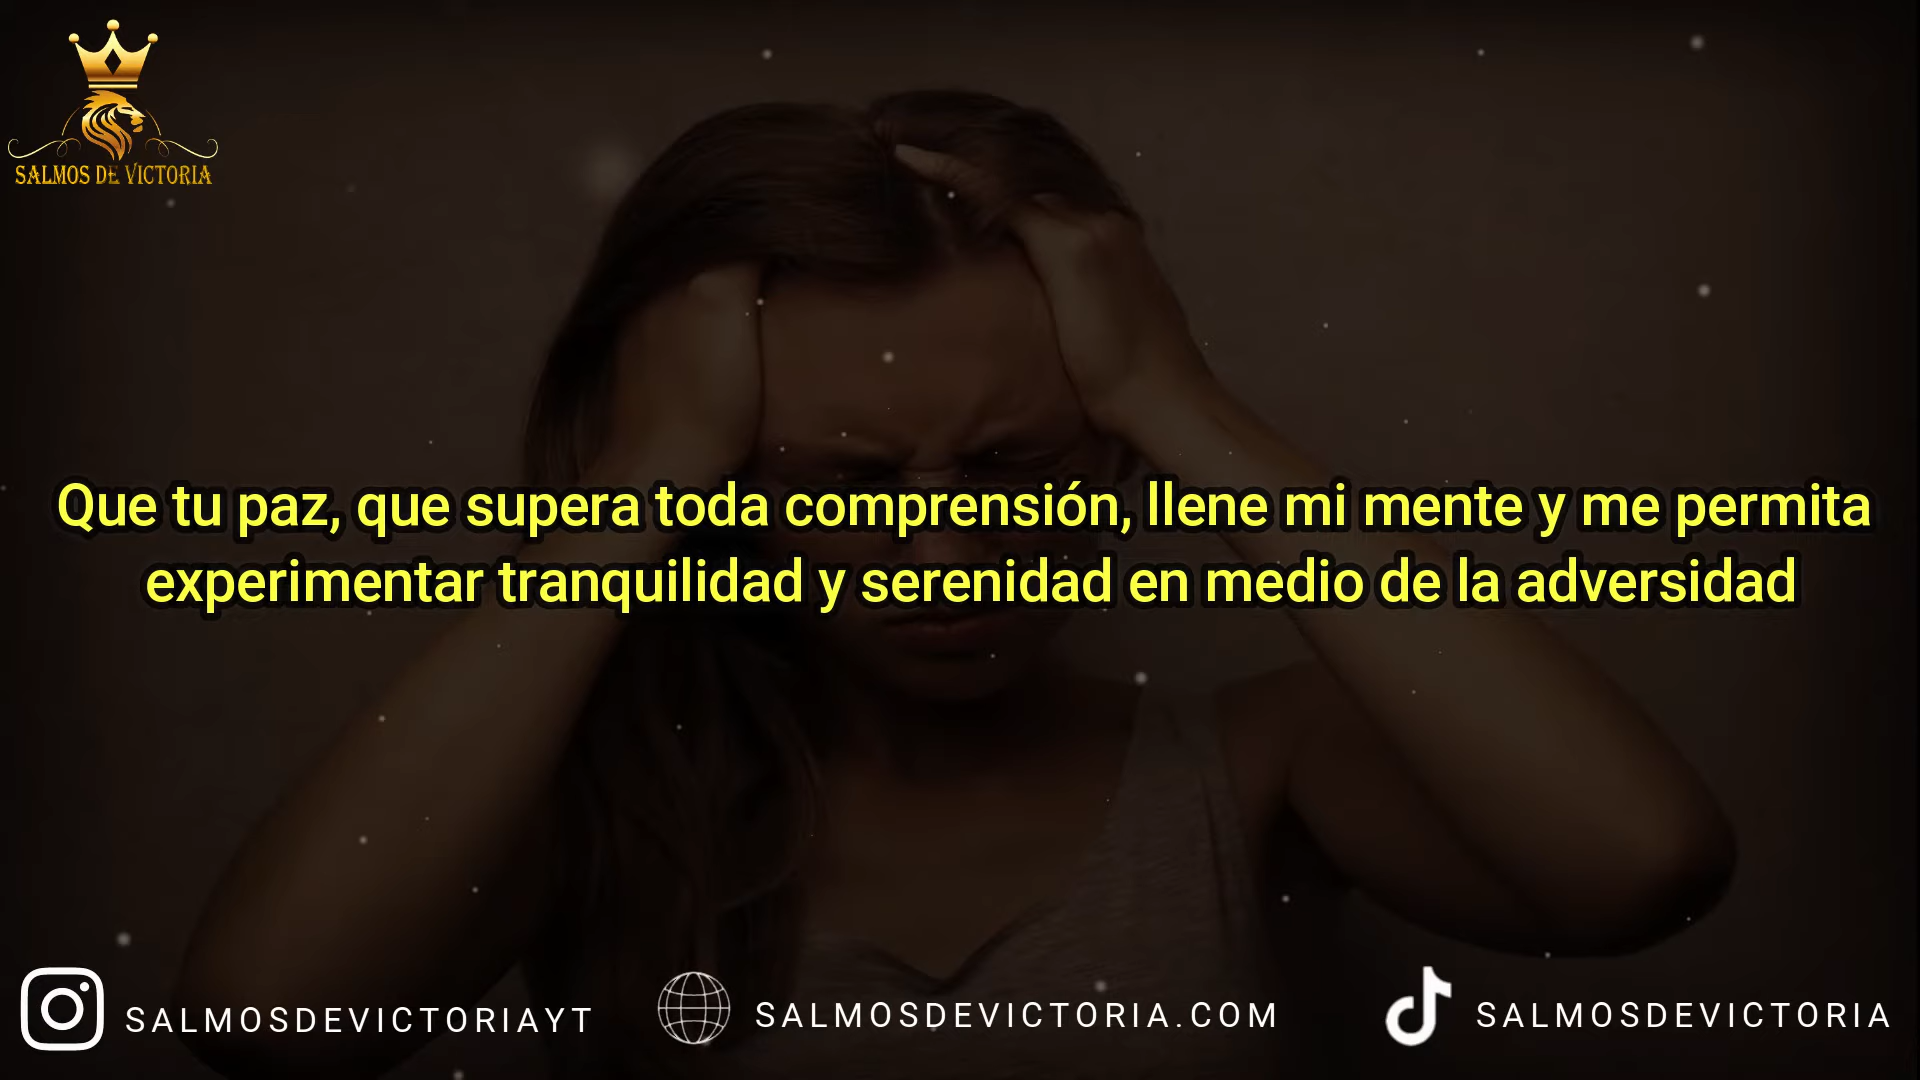 SALMOS DE VICTORIA
Que tu paz, que supera toda comprensión, llene mi mente y me permita
experimentar tranquilidad y serenidad en medio de la adversidad
SALMOSDEVICTORIAYT
SALMOSDEVICTORIA.COM
SALMOSDEVICTORIA